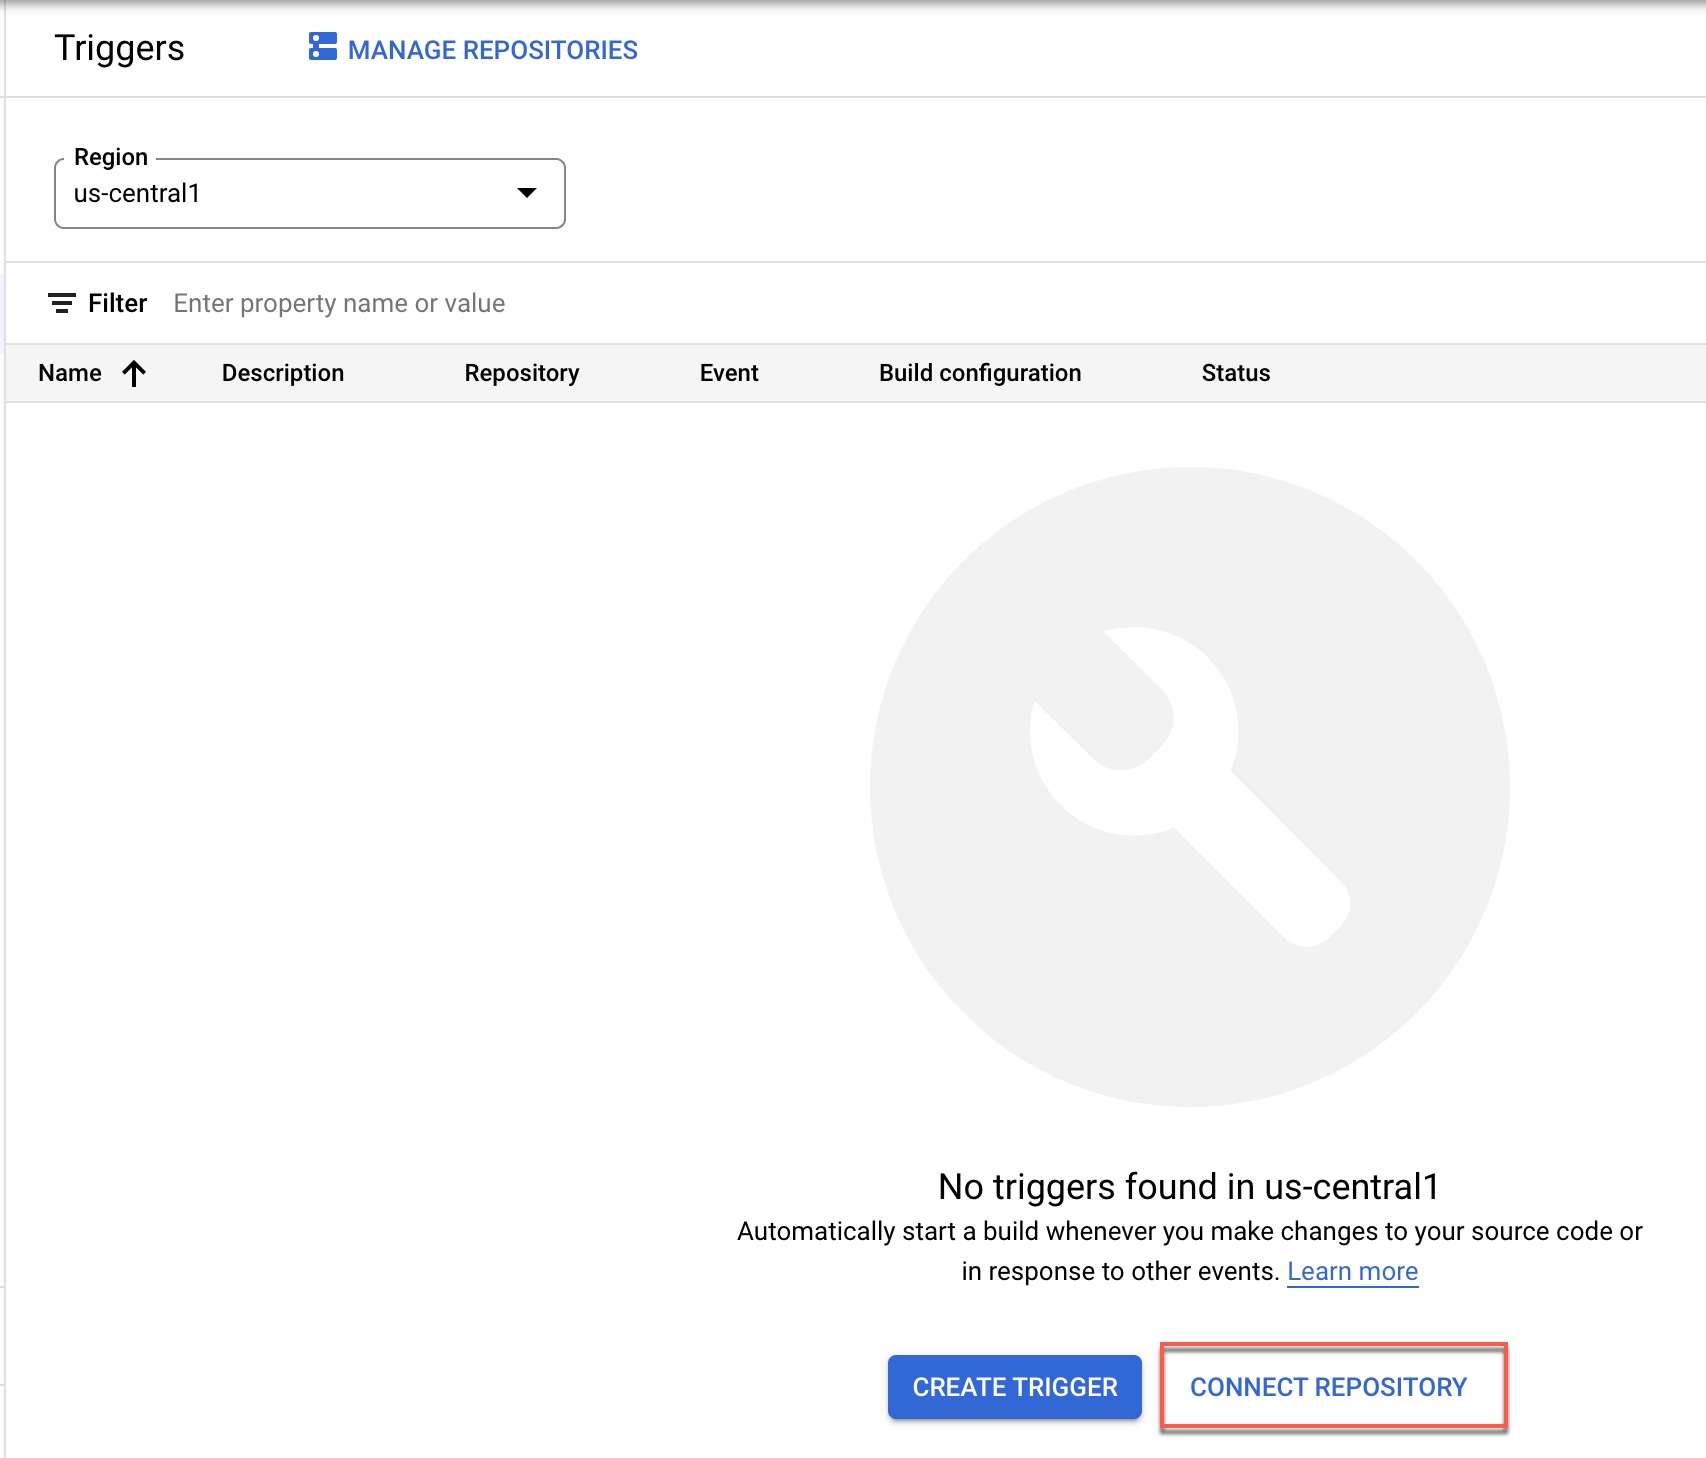 Triggers MANAGE REPOSITORIES
Region
us-central1
Filter Enter property name or value
Name Description Repository Event Build configuration Status
No triggers found in us-central1
Automatically start a build whenever you make changes to your source code or
in response to other events. Learn more
CREATE TRIGGER CONNECT REPOSITORY